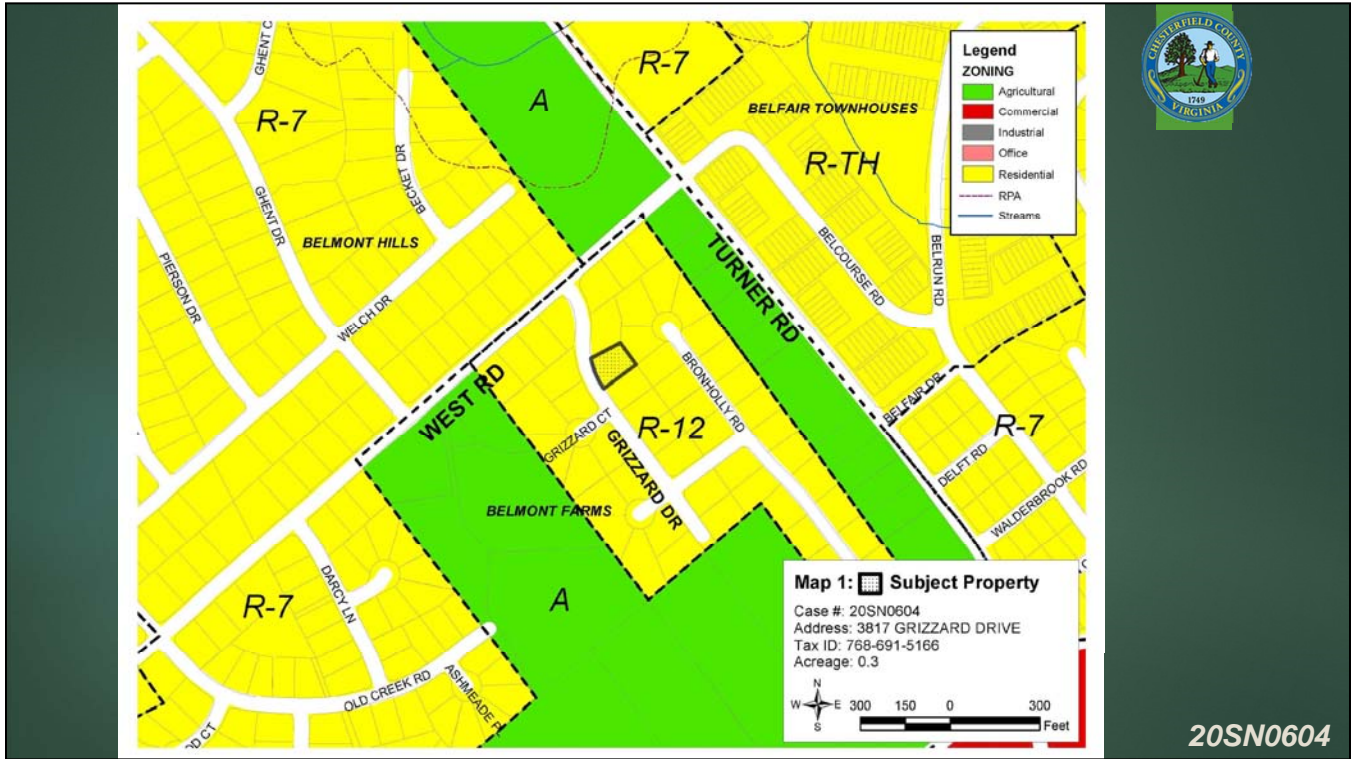 GHENT C
R-7
A
R-7
BELFAIR TOWNHOUSES
R-TH
BECKET DR
GHENT DR
BELMONT HILLS
PIERSON DR
WELCH DR
TURNER RD
BELCOURSE RD
BELRUN RD
WEST RD
BRONHOLLY RD
BELFAIR DR
GRIZZARD CT
R-12
GRIZZARD DR
R-7
DELFT RD
WALDERBROOK RD
BELMONT FARMS
DARCY LN
R-7
A
OLD CREEK RD
ASHMEADE P
OD CT
Legend
ZONING
Agricultural
Commercial
Industrial
Office
Residential
RPA
Streams
CHESTERFIELD COUNTY
1749
VIRGINIA
Map 1: Subject Property
Case #: 20SN0604
Address: 3817 GRIZZARD DRIVE
Tax ID: 768-691-5166
Acreage: 0.3
N
W E
S
300 150 0 300
Feet
20SN0604